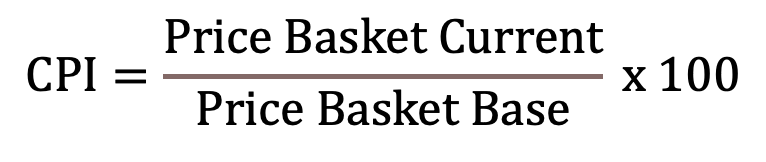 Price Basket Current
CPI = x 100
Price Basket Base